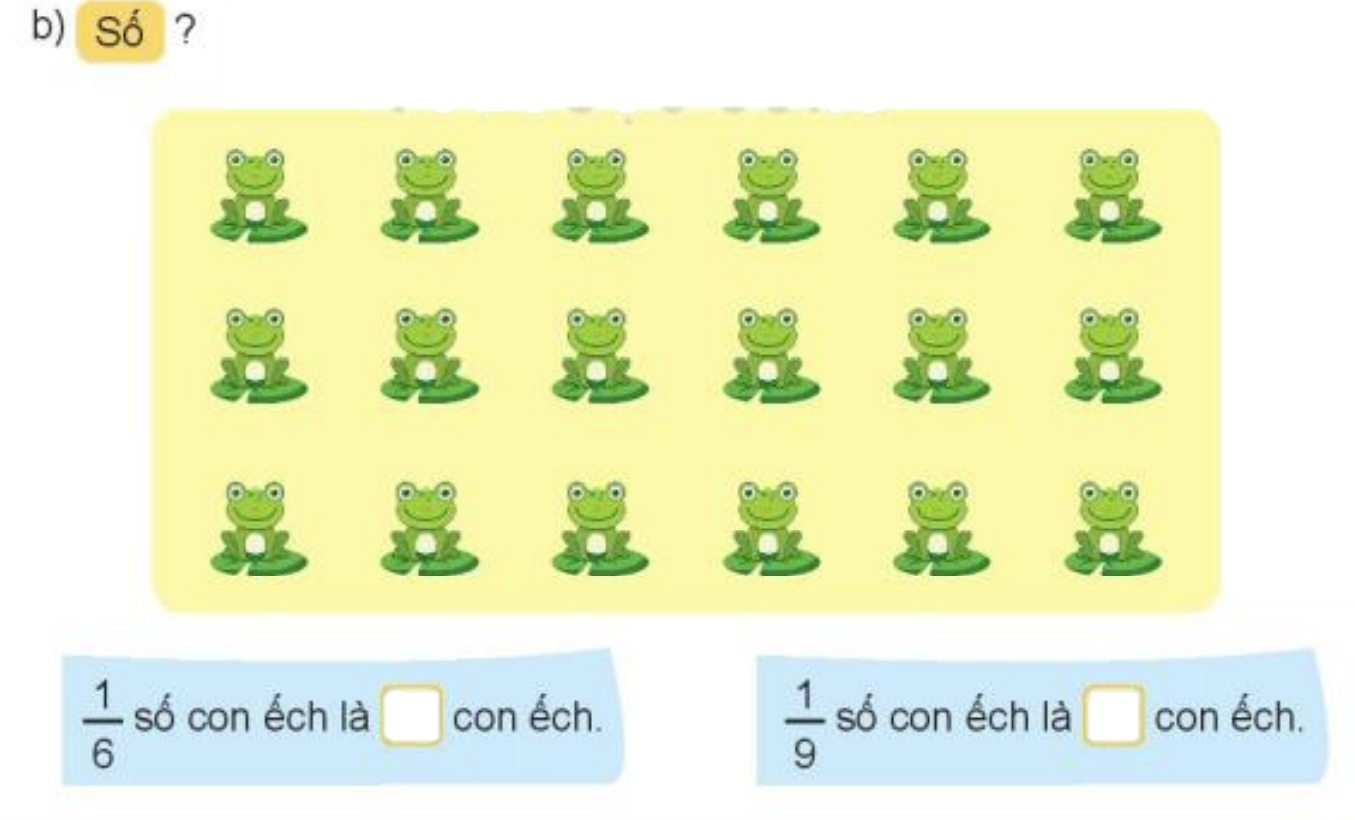 b) Số ?
1/6 số con ếch là con ếch.
1/9 số con ếch là con ếch.